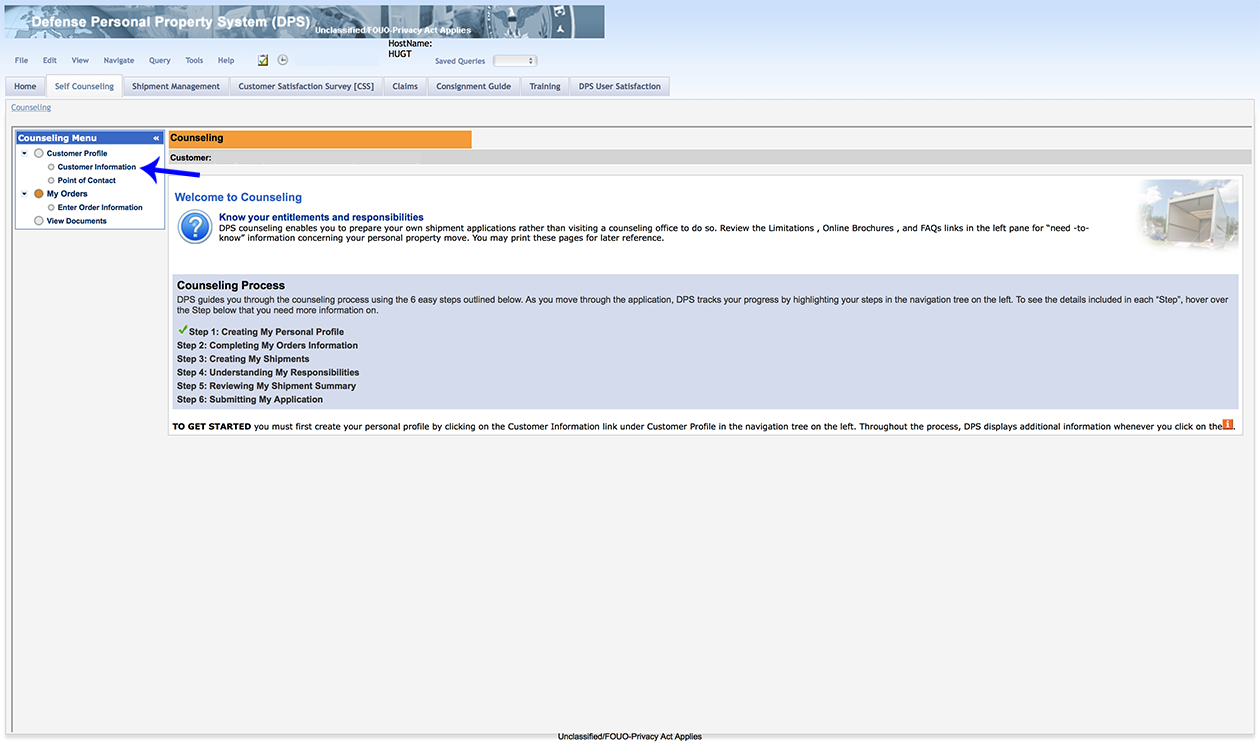 Defense Personal Property System (DPS)
Unclassified/FOUO-Privacy Act Applies
HostName:
HUGT
File Edit View Navigate Query Tools Help
Saved Queries
Home Self Counseling Shipment Management Customer Satisfaction Survey [CSS] Claims Consignment Guide Training DPS User Satisfaction
Counseling
Counseling Menu «
Customer Profile
Customer Information
Point of Contact
My Orders
Enter Order Information
View Documents
Counseling
Customer:
Welcome to Counseling
?
Know your entitlements and responsibilities
DPS counseling enables you to prepare your own shipment applications rather than visiting a counseling office to do so. Review the Limitations , Online Brochures , and FAQs links in the left pane for “need -to-
know” information concerning your personal property move. You may print these pages for later reference.
Counseling Process
DPS guides you through the counseling process using the 6 easy steps outlined below. As you move through the application, DPS tracks your progress by highlighting your steps in the navigation tree on the left. To see the details included in each “Step”, hover over
the Step below that you need more information on.
Step 1: Creating My Personal Profile
Step 2: Completing My Orders Information
Step 3: Creating My Shipments
Step 4: Understanding My Responsibilities
Step 5: Reviewing My Shipment Summary
Step 6: Submitting My Application
TO GET STARTED you must first create your personal profile by clicking on the Customer Information link under Customer Profile in the navigation tree on the left. Throughout the process, DPS displays additional information whenever you click on the i .
Unclassified/FOUO-Privacy Act Applies